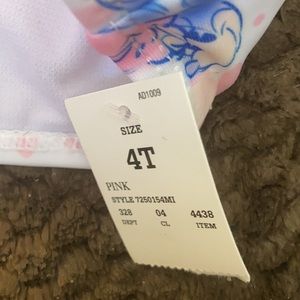 AD1009
SIZE
4T
PINK
STYLE 7250154MI
328 04 4438
DEPT CL ITEM